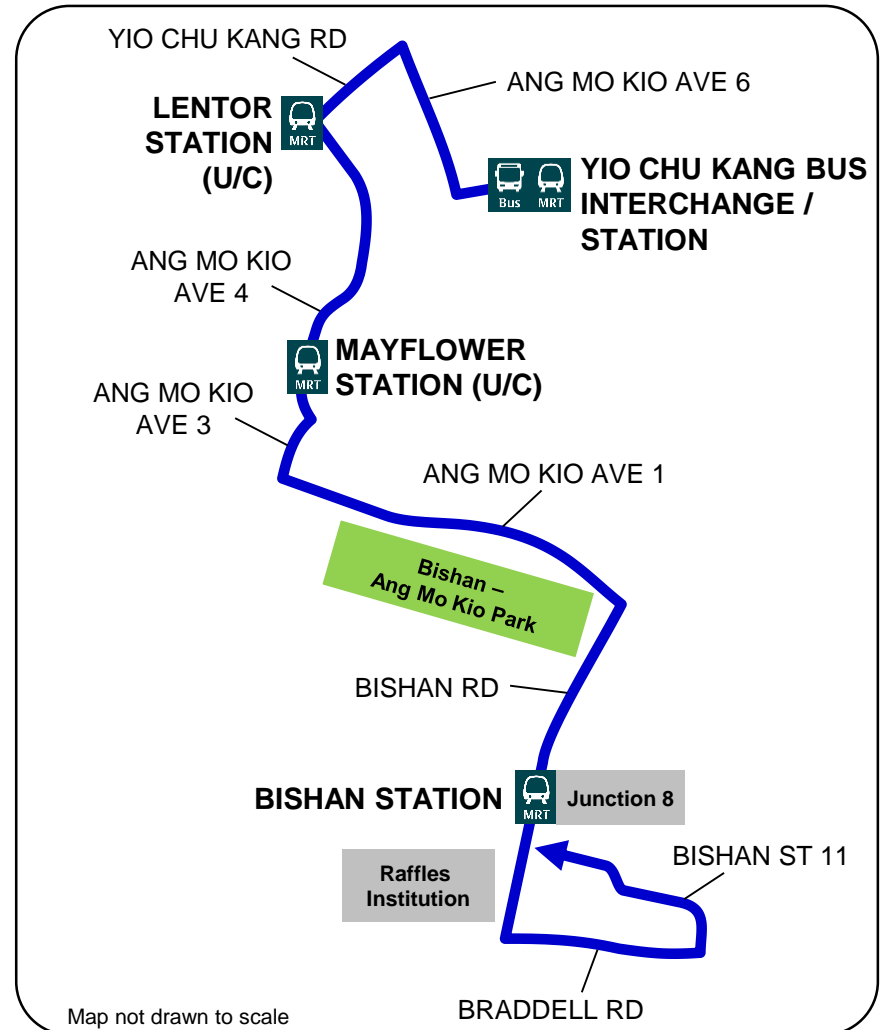 YIO CHU KANG RD
ANG MO KIO AVE 6
LENTOR
STATION
(U/C)
MRT
Bus MRT
YIO CHU KANG BUS
INTERCHANGE /
STATION
ANG MO KIO
AVE 4
MRT
MAYFLOWER
STATION (U/C)
ANG MO KIO
AVE 3
ANG MO KIO AVE 1
Bishan –
Ang Mo Kio Park
BISHAN RD
BISHAN STATION
MRT
Junction 8
BISHAN ST 11
Raffles
Institution
BRADDELL RD
Map not drawn to scale